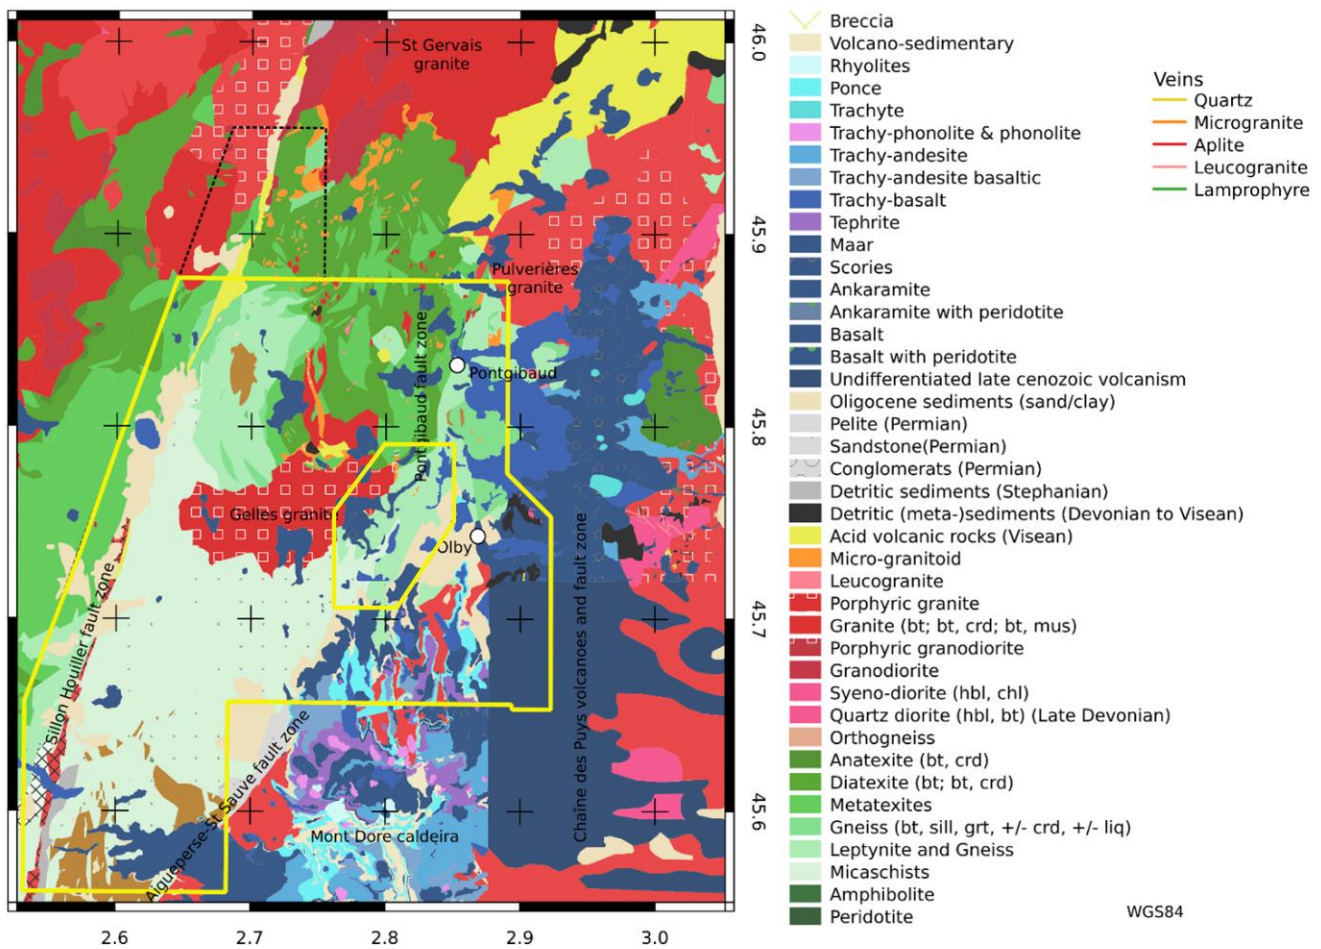 St Gervais
granite
Pulverières
granite
Pontgibaud fault zone
Pontgibaud
Gelles granite
Olby
Sillon Houiller fault zone
Aigueperse-St Sauve fault zone
Chaîne des Puys volcanoes and fault zone
Mont Dore caldeira
46.0
45.9
45.8
45.7
45.6
2.6
2.7
2.8
2.9
3.0
Breccia
Volcano-sedimentary
Rhyolites
Ponce
Trachyte
Trachy-phonolite & phonolite
Trachy-andesite
Trachy-andesite basaltic
Trachy-basalt
Tephrite
Maar
Scories
Ankaramite
Ankaramite with peridotite
Basalt
Basalt with peridotite
Undifferentiated late cenozoic volcanism
Oligocene sediments (sand/clay)
Pelite (Permian)
Sandstone(Permian)
Conglomerats (Permian)
Detritic sediments (Stephanian)
Detritic (meta-)sediments (Devonian to Visean)
Acid volcanic rocks (Visean)
Micro-granitoid
Leucogranite
Porphyric granite
Granite (bt; bt, crd; bt, mus)
Porphyric granodiorite
Granodiorite
Syeno-diorite (hbl, chl)
Quartz diorite (hbl, bt) (Late Devonian)
Orthogneiss
Anatexite (bt, crd)
Diatexite (bt; bt, crd)
Metatexites
Gneiss (bt, sill, grt, +/- crd, +/- liq)
Leptynite and Gneiss
Micaschists
Amphibolite
Peridotite
Veins
Quartz
Microgranite
Aplite
Leucogranite
Lamprophyre
WGS84